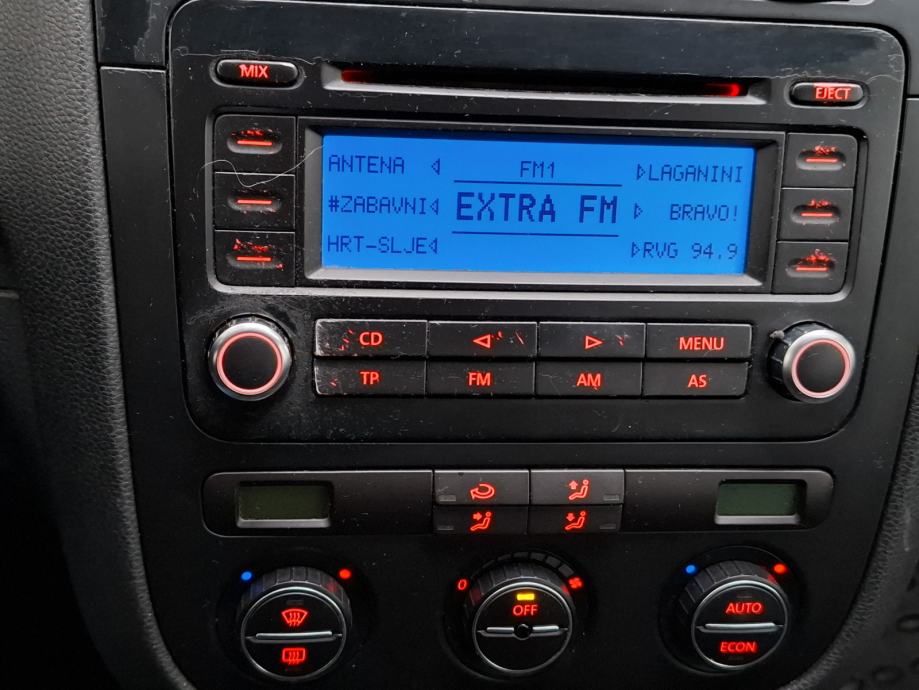 MIX
EJECT
ANTENA FM1 LAGANINI
#ZABAVNI EXTRA FM BRAVO!
HRT-SLJE RVG 94.9
CD MENU
TP FM AM AS
0 OFF AUTO
ECON